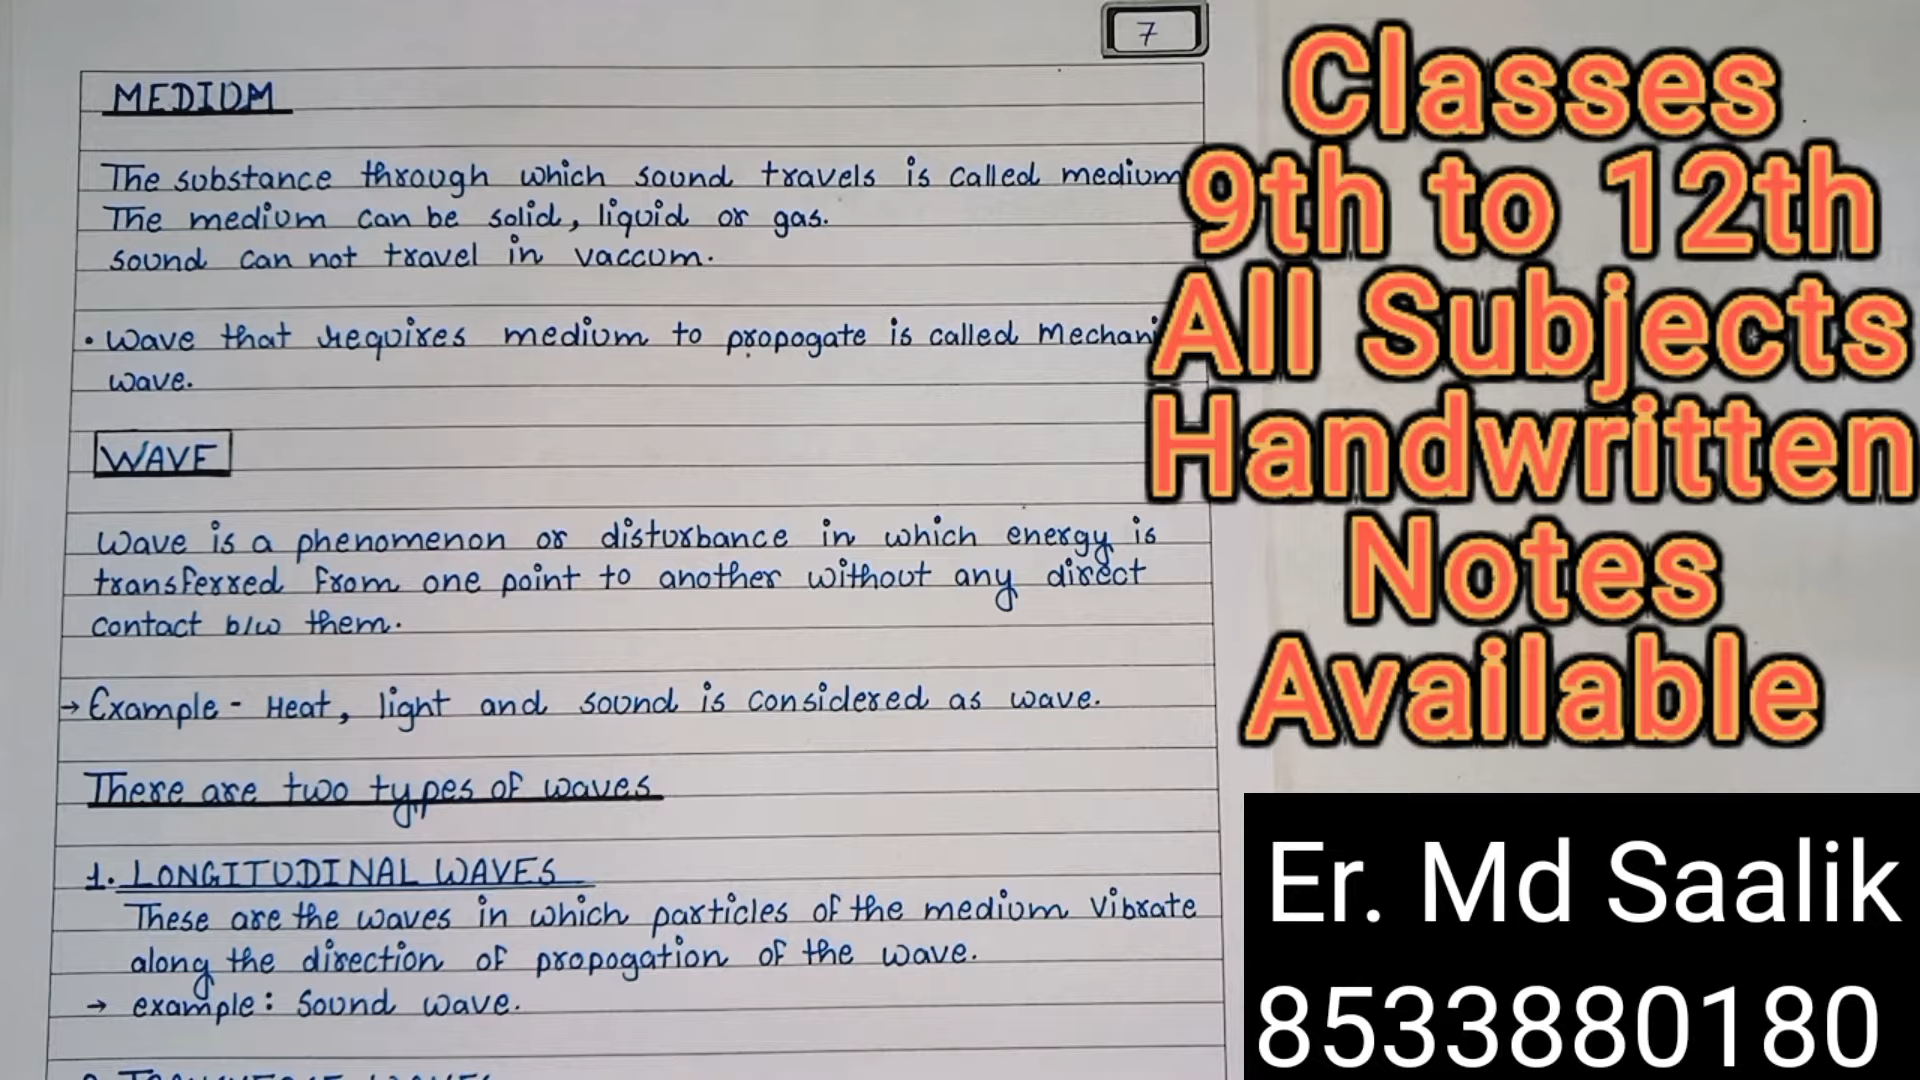 7
MEDIUM
The substance through which sound travels is called medium
The medium can be solid, liquid or gas.
sound can not travel in vaccum.
• Wave that requires medium to propogate is called Mechani
wave.
WAVE
Wave is a phenomenon or disturbance in which energy is
transferred from one point to another without any direct
contact b/w them.
→ Example - Heat, light and sound is considered as wave.
There are two types of waves
1. LONGITUDINAL WAVES
These are the waves in which particles of the medium vibrate
along the direction of propogation of the wave.
→ example: Sound wave.
Classes
9th to 12th
All Subjects
Handwritten
Notes
Available
Er. Md Saalik
8533880180